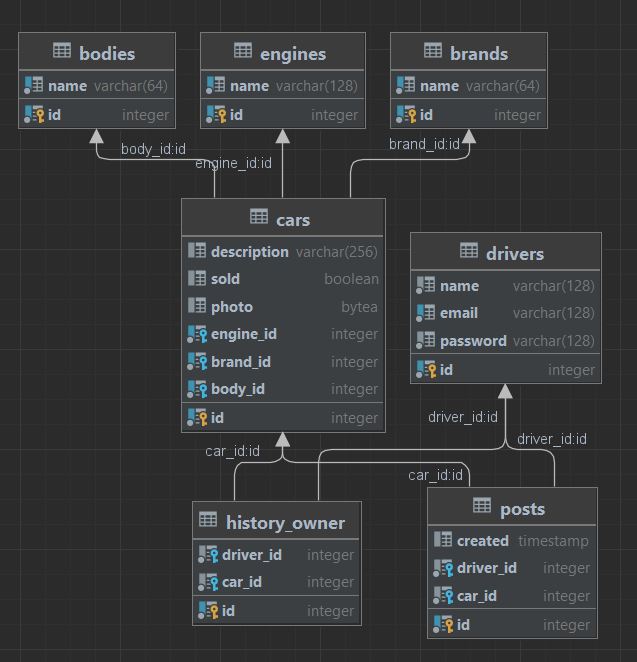 bodies
name varchar(64)
id integer
engines
name varchar(128)
id integer
brands
name varchar(64)
id integer
body_id:id
engine_id:id
brand_id:id
cars
description varchar(256)
sold boolean
photo bytea
engine_id integer
brand_id integer
body_id integer
id integer
drivers
name varchar(128)
email varchar(128)
password varchar(128)
id integer
car_id:id
driver_id:id
driver_id:id
car_id:id
history_owner
driver_id integer
car_id integer
id integer
posts
created timestamp
driver_id integer
car_id integer
id integer